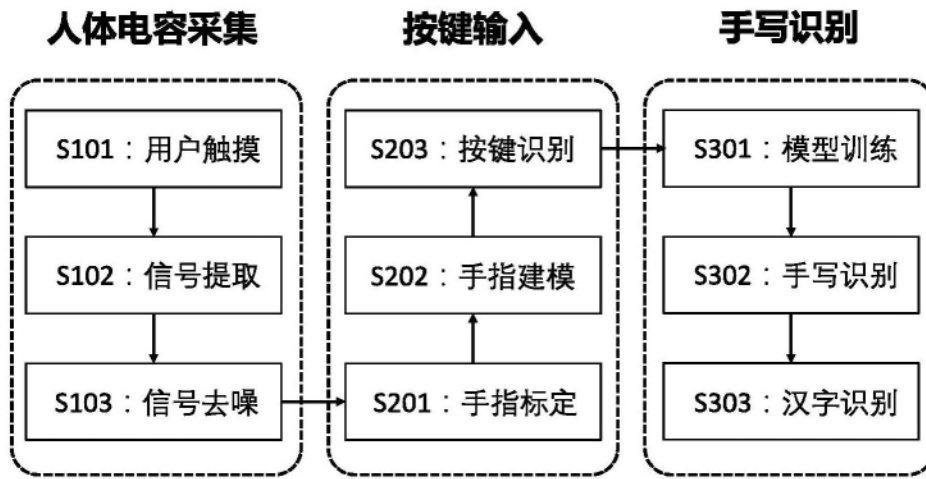 人体电容采集
S101：用户触摸
S102：信号提取
S103：信号去噪
按键输入
S203：按键识别
S202：手指建模
S201：手指标定
手写识别
S301：模型训练
S302：手写识别
S303：汉字识别